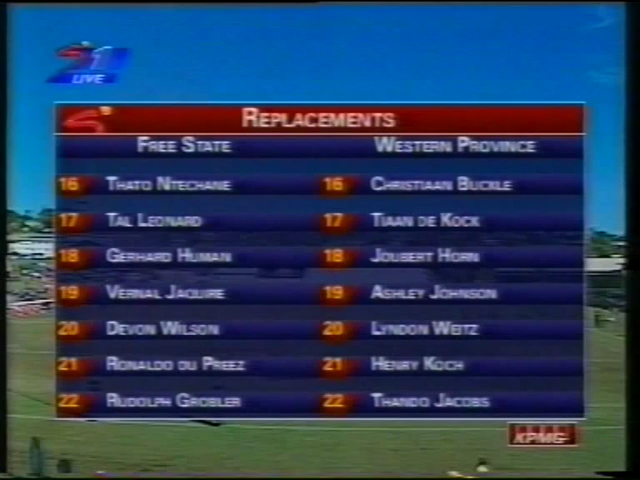 21
LIVE
REPLACEMENTS
FREE STATE WESTERN PROVINCE
16 THATO NTECHANE 16 CHRISTIAAN BUCKLE
17 TAL LEONARD 17 TIAAN DE KOCK
18 GERHARD HUMAN 18 JOUBERT HORN
19 VERNAL JAQUIRE 19 ASHLEY JOHNSON
20 DEVON WILSON 20 LYNDON WEITZ
21 RONALDO DU PREEZ 21 HENRY KOCH
22 RUDOLPH GROBLER 22 THANDO JACOBS
KPMG